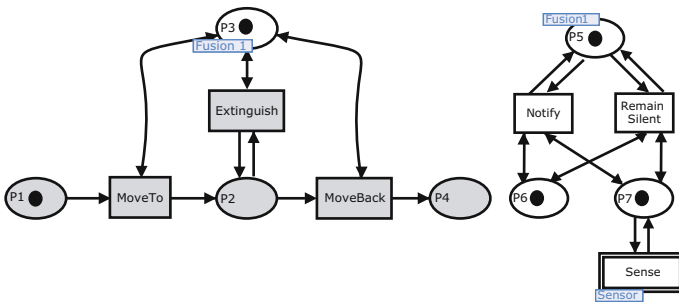 P3
Fusion 1
Extinguish
P1
MoveTo
P2
MoveBack
P4
Fusion1
P5
Notify
Remain
Silent
P6
P7
Sense
Sensor